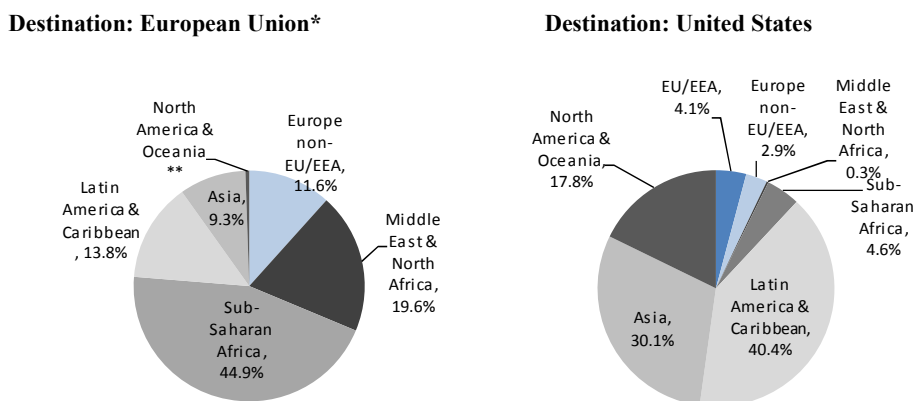 Destination: European Union*
North
America &
Oceania
**
Europe
non-
EU/EEA,
11.6%
Latin
America &
Caribbean
, 13.8%
Asia,
9.3%
Middle
East &
North
Africa,
19.6%
Sub-
Saharan
Africa,
44.9%
Destination: United States
North
America &
Oceania,
17.8%
EU/EEA,
4.1%
Europe
non-
EU/EEA,
2.9%
Middle
East &
North
Africa,
0.3%
Sub-
Saharan
Africa,
4.6%
Asia,
30.1%
Latin
America &
Caribbean,
40.4%